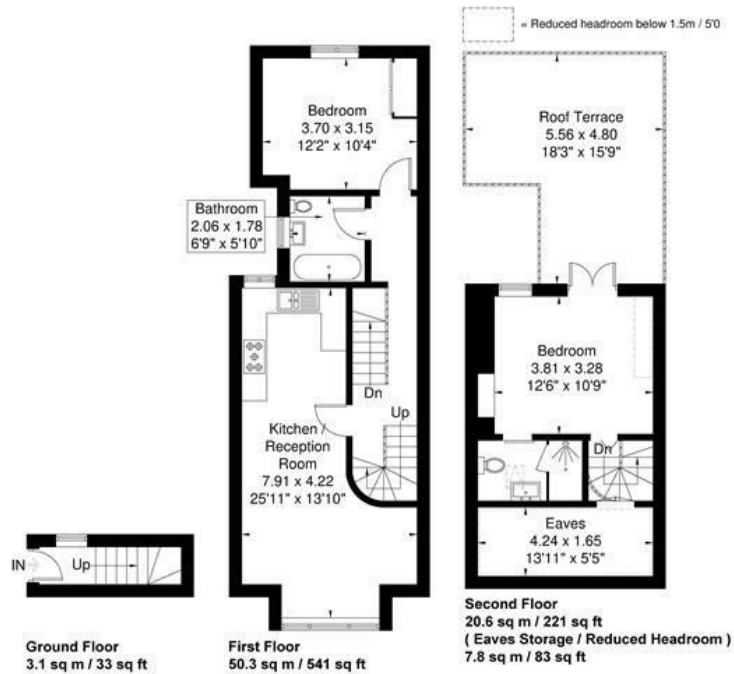 = Reduced headroom below 1.5m / 5'0
Bedroom
3.70 x 3.15
12'2" x 10'4"
Roof Terrace
5.56 x 4.80
18'3" x 15'9"
Bathroom
2.06 x 1.78
6'9" x 5'10"
Dn
Up
Kitchen /
Reception
Room
7.91 x 4.22
25'11" x 13'10"
Bedroom
3.81 x 3.28
12'6" x 10'9"
Dn
Eaves
4.24 x 1.65
13'11" x 5'5"
IN
Up
Ground Floor
3.1 sq m / 33 sq ft
First Floor
50.3 sq m / 541 sq ft
Second Floor
20.6 sq m / 221 sq ft
( Eaves Storage / Reduced Headroom )
7.8 sq m / 83 sq ft